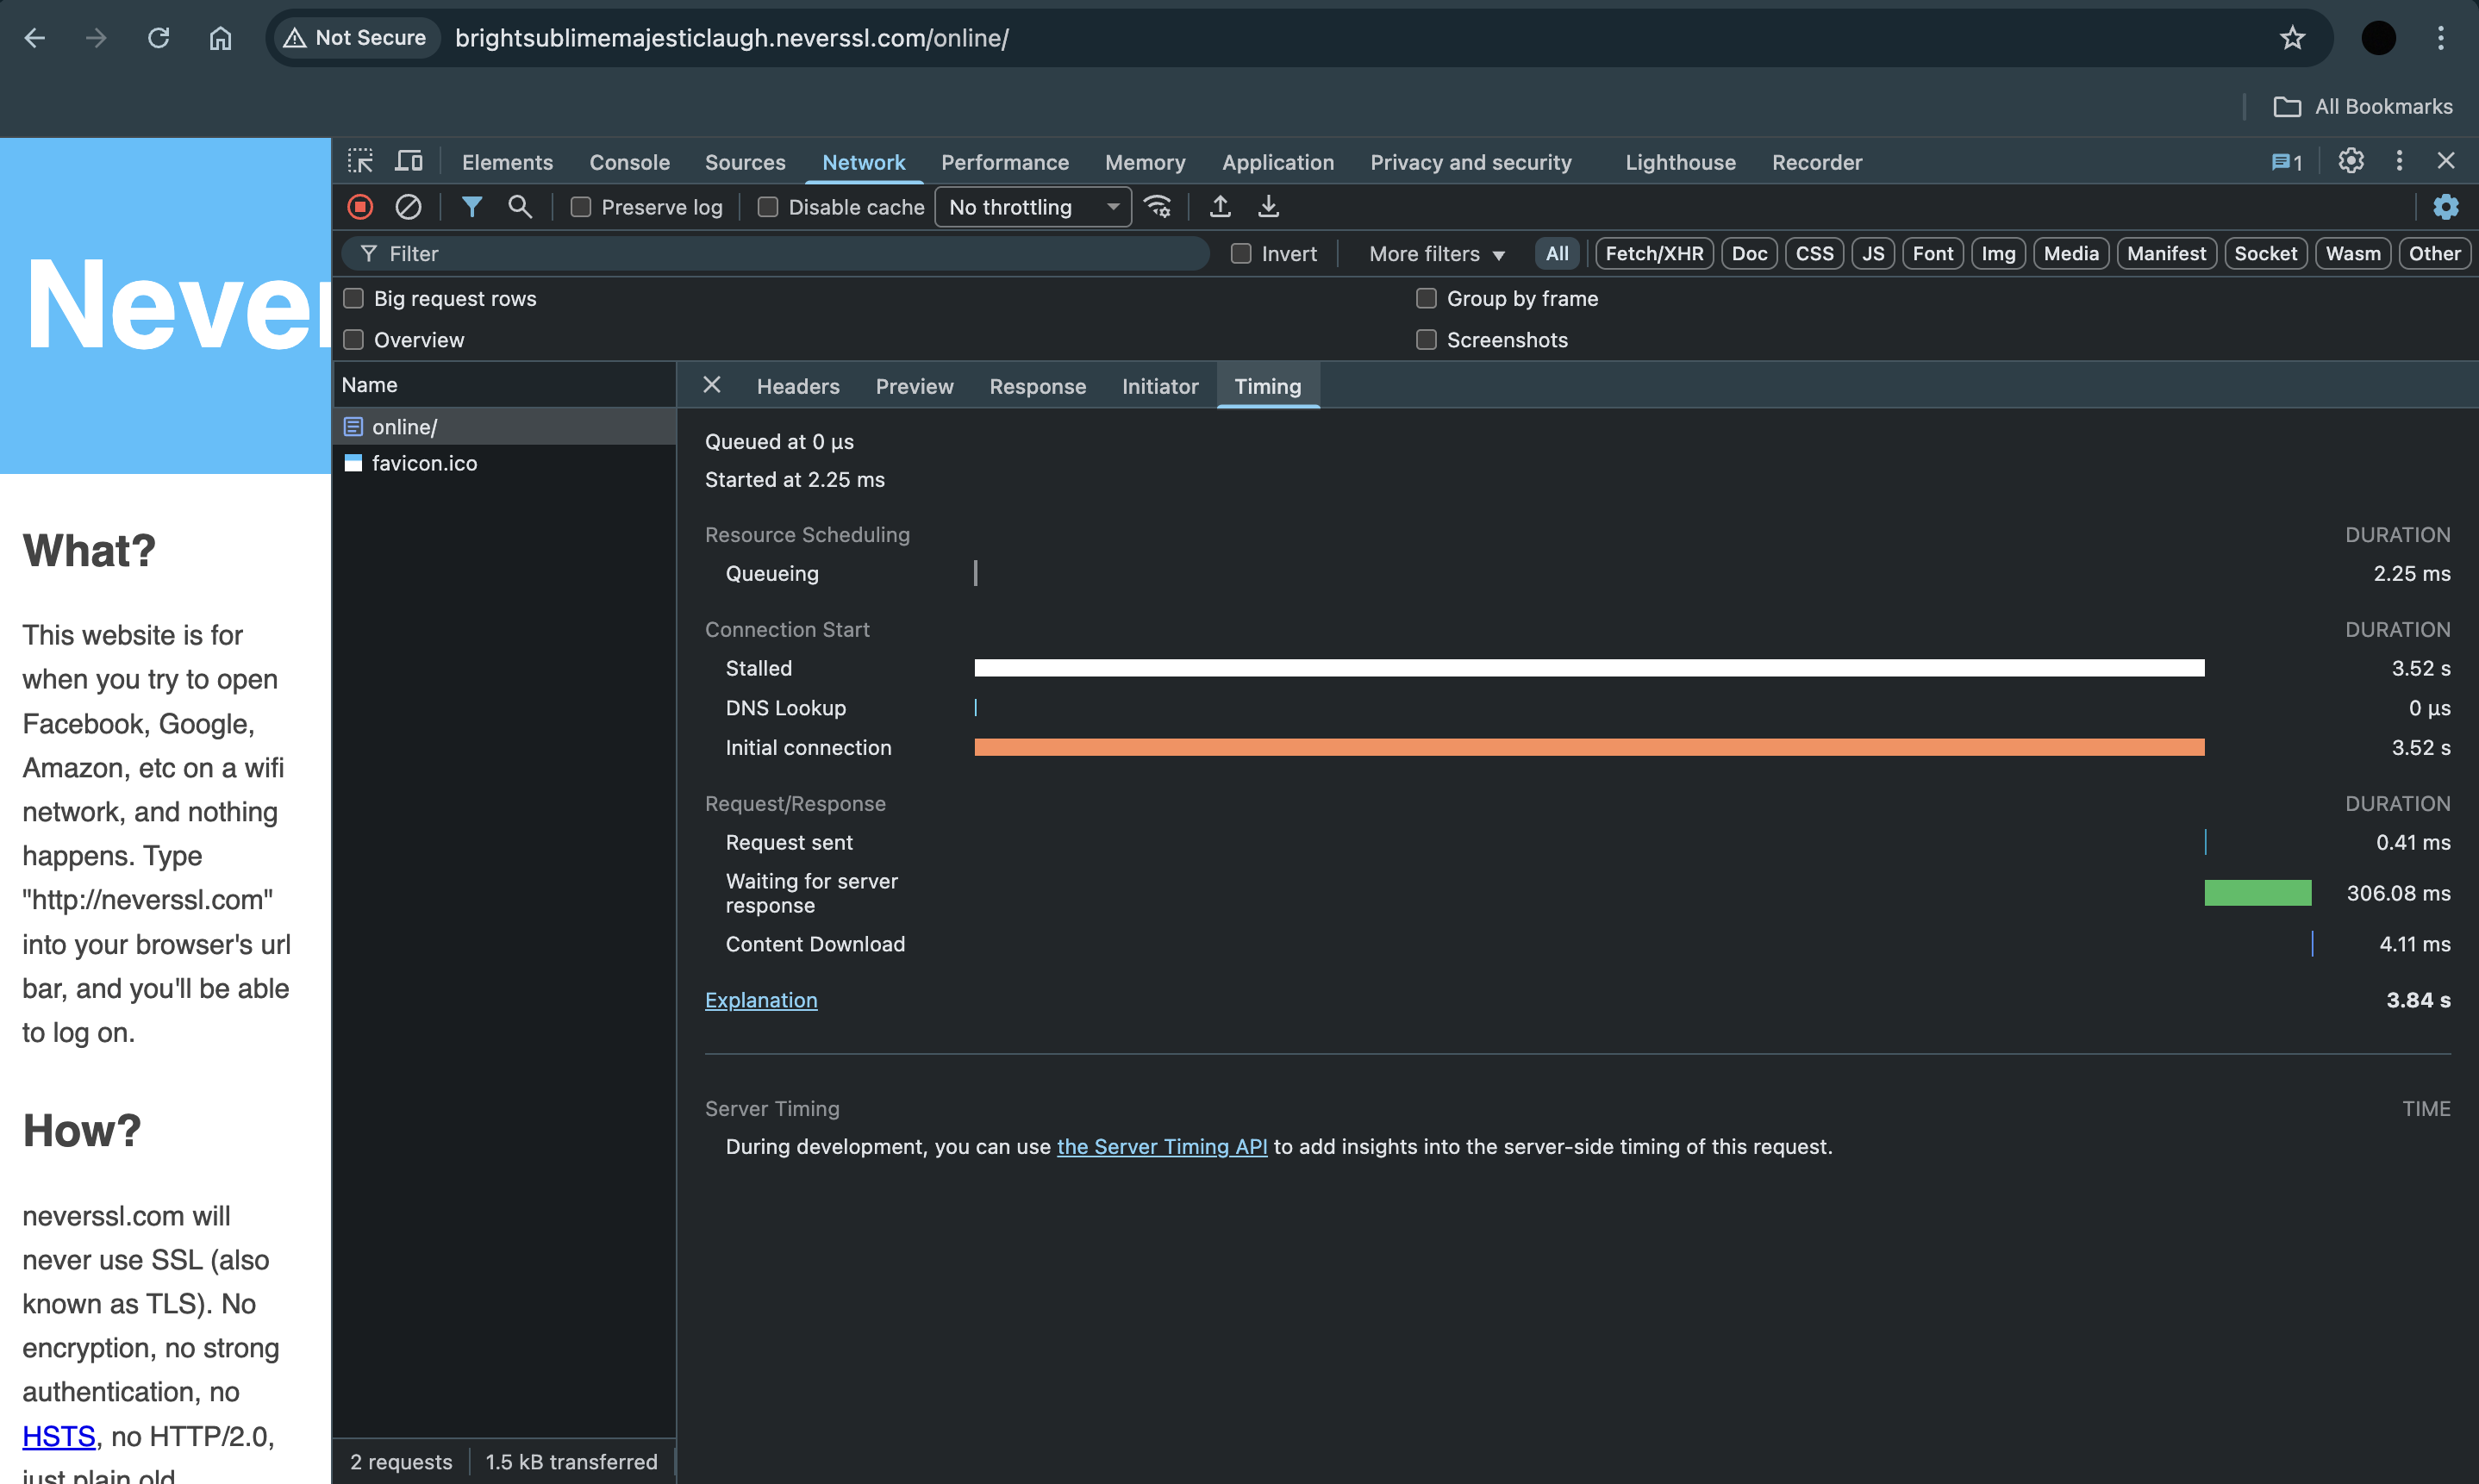 Not Secure brightsublimemajesticlaugh.neverssl.com/online/
All Bookmarks
Elements Console Sources Network Performance Memory Application Privacy and security Lighthouse Recorder 1
Preserve log Disable cache No throttling
Filter Invert More filters All Fetch/XHR Doc CSS JS Font Img Media Manifest Socket Wasm Other
Big request rows Group by frame
Overview Screenshots
Name
online/
favicon.ico
2 requests 1.5 kB transferred
Headers Preview Response Initiator Timing
Queued at 0 μs
Started at 2.25 ms
Resource Scheduling DURATION
Queueing 2.25 ms
Connection Start DURATION
Stalled 3.52 s
DNS Lookup 0 μs
Initial connection 3.52 s
Request/Response DURATION
Request sent 0.41 ms
Waiting for server
response 306.08 ms
Content Download 4.11 ms
Explanation 3.84 s
Server Timing TIME
During development, you can use the Server Timing API to add insights into the server-side timing of this request.
Never
What?
This website is for
when you try to open
Facebook, Google,
Amazon, etc on a wifi
network, and nothing
happens. Type
"http://neverssl.com"
into your browser's url
bar, and you'll be able
to log on.
How?
neverssl.com will
never use SSL (also
known as TLS). No
encryption, no strong
authentication, no
HSTS, no HTTP/2.0,
just plain old